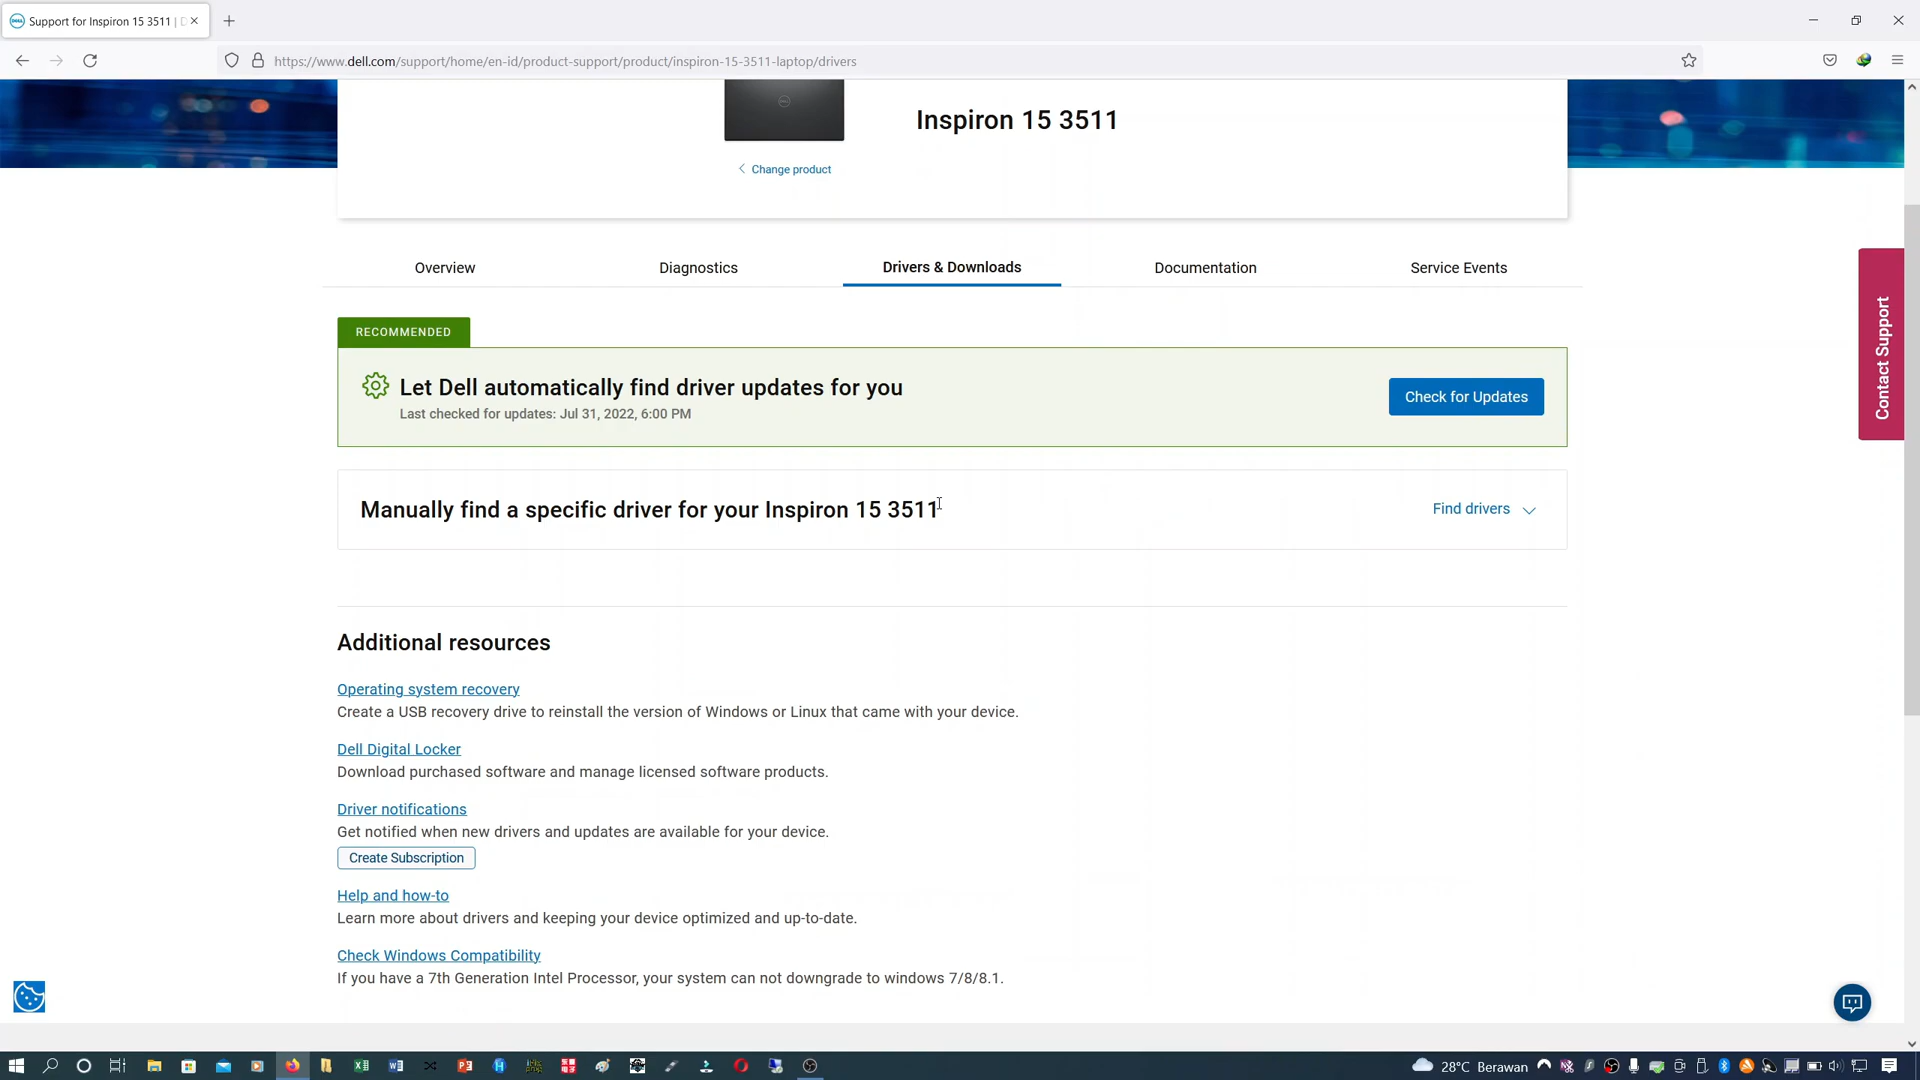 Support for Inspiron 15 3511 | D
https://www.dell.com/support/home/en-id/product-support/product/inspiron-15-3511-laptop/drivers
Inspiron 15 3511
Change product
Overview
Diagnostics
Drivers & Downloads
Documentation
Service Events
RECOMMENDED
Let Dell automatically find driver updates for you
Last checked for updates: Jul 31, 2022, 6:00 PM
Check for Updates
Contact Support
Manually find a specific driver for your Inspiron 15 3511
Find drivers
Additional resources
Operating system recovery
Create a USB recovery drive to reinstall the version of Windows or Linux that came with your device.
Dell Digital Locker
Download purchased software and manage licensed software products.
Driver notifications
Get notified when new drivers and updates are available for your device.
Create Subscription
Help and how-to
Learn more about drivers and keeping your device optimized and up-to-date.
Check Windows Compatibility
If you have a 7th Generation Intel Processor, your system can not downgrade to windows 7/8/8.1.
28°C Berawan